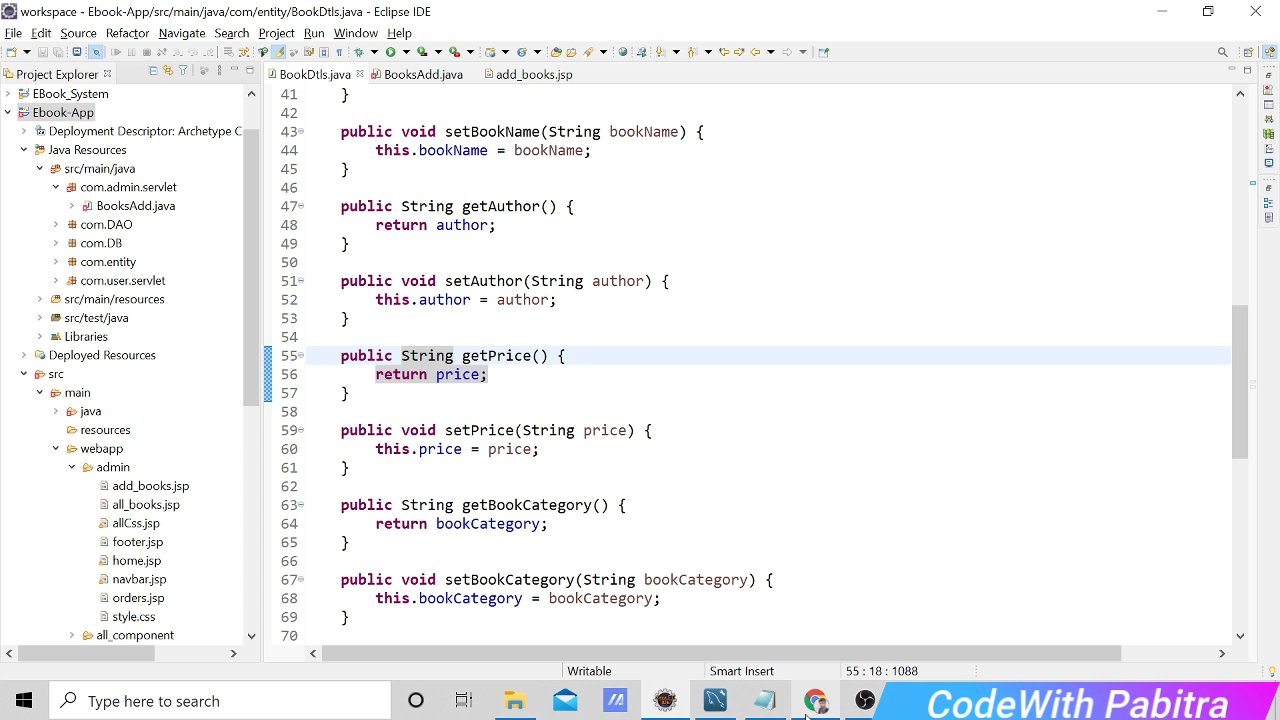 workspace - Ebook-App/src/main/java/com/entity/BookDtls.java - Eclipse IDE
File Edit Source Refactor Navigate Search Project Run Window Help
Project Explorer
BookDtls.java BooksAdd.java add_books.jsp
EBook_System
Ebook-App
Deployment Descriptor: Archetype C
Java Resources
src/main/java
com.admin.servlet
BooksAdd.java
com.DAO
com.DB
com.entity
com.user.servlet
src/main/resources
src/test/java
Libraries
Deployed Resources
src
main
java
resources
webapp
admin
add_books.jsp
all_books.jsp
allCss.jsp
footer.jsp
home.jsp
navbar.jsp
orders.jsp
style.css
all_component
41 }
42
43 public void setBookName(String bookName) {
44 this.bookName = bookName;
45 }
46
47 public String getAuthor() {
48 return author;
49 }
50
51 public void setAuthor(String author) {
52 this.author = author;
53 }
54
55 public String getPrice() {
56 return price;
57 }
58
59 public void setPrice(String price) {
60 this.price = price;
61 }
62
63 public String getBookCategory() {
64 return bookCategory;
65 }
66
67 public void setBookCategory(String bookCategory) {
68 this.bookCategory = bookCategory;
69 }
70
Writable Smart Insert 55 : 18 : 1088
Type here to search
CodeWith Pabitra